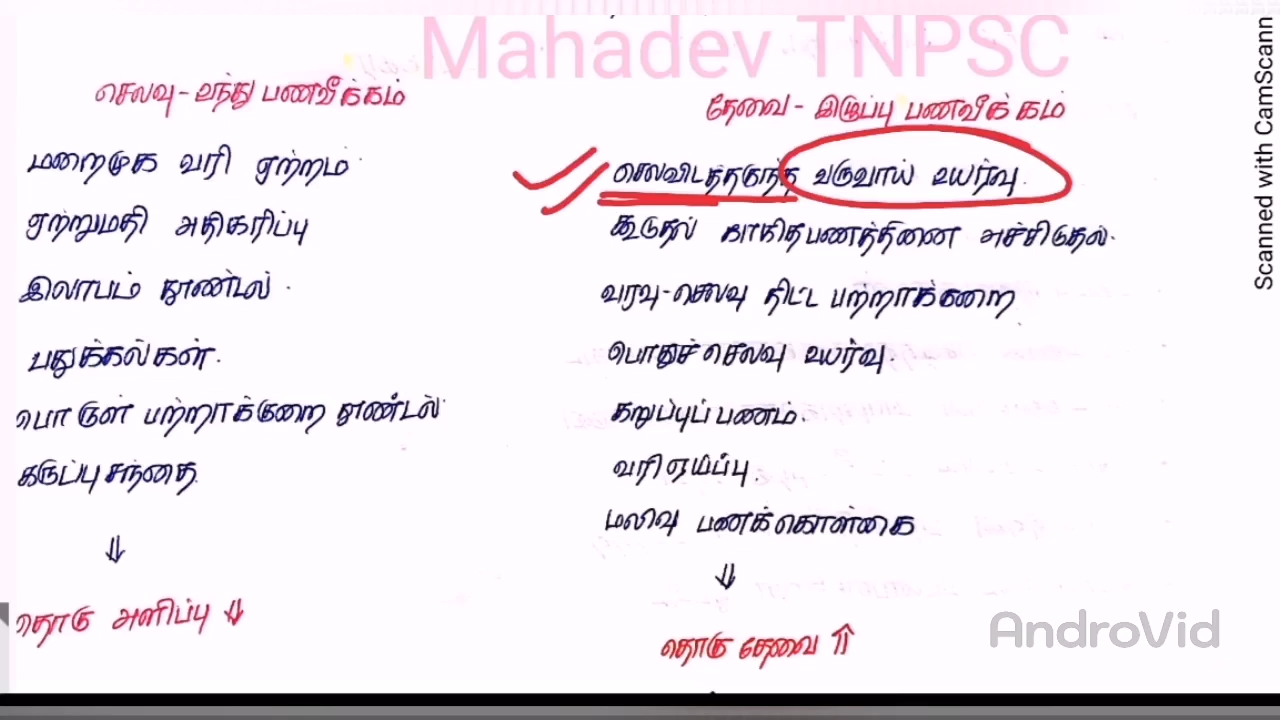 Mahadev TNPSC
செலவு - உந்து பணவீக்கம்
மறைமுக வரி ஏற்றம்
ஏற்றுமதி அதிகரிப்பு
இலாபம் தூண்டல்.
பதுக்கல்கள்.
பொருள் பற்றாக்குறை தூண்டல்
கருப்பு சந்தை
⇓
தொகு அளிப்பு ⇓
தேவை - இழுப்பு பணவீக்கம்
செலவிடத்தகுந்த வருவாய் உயர்வு.
கூடுதல் காகிதபணத்தினை அச்சிடுதல்.
வரவு-செலவு திட்ட பற்றாக்குறை
பொதுச் செலவு உயர்வு.
கறுப்புப் பணம்.
வரி ஏய்ப்பு
மலிவு பணக்கொள்கை
⇓
தொகு தேவை ⇑
Scanned with CamScann
AndroVid